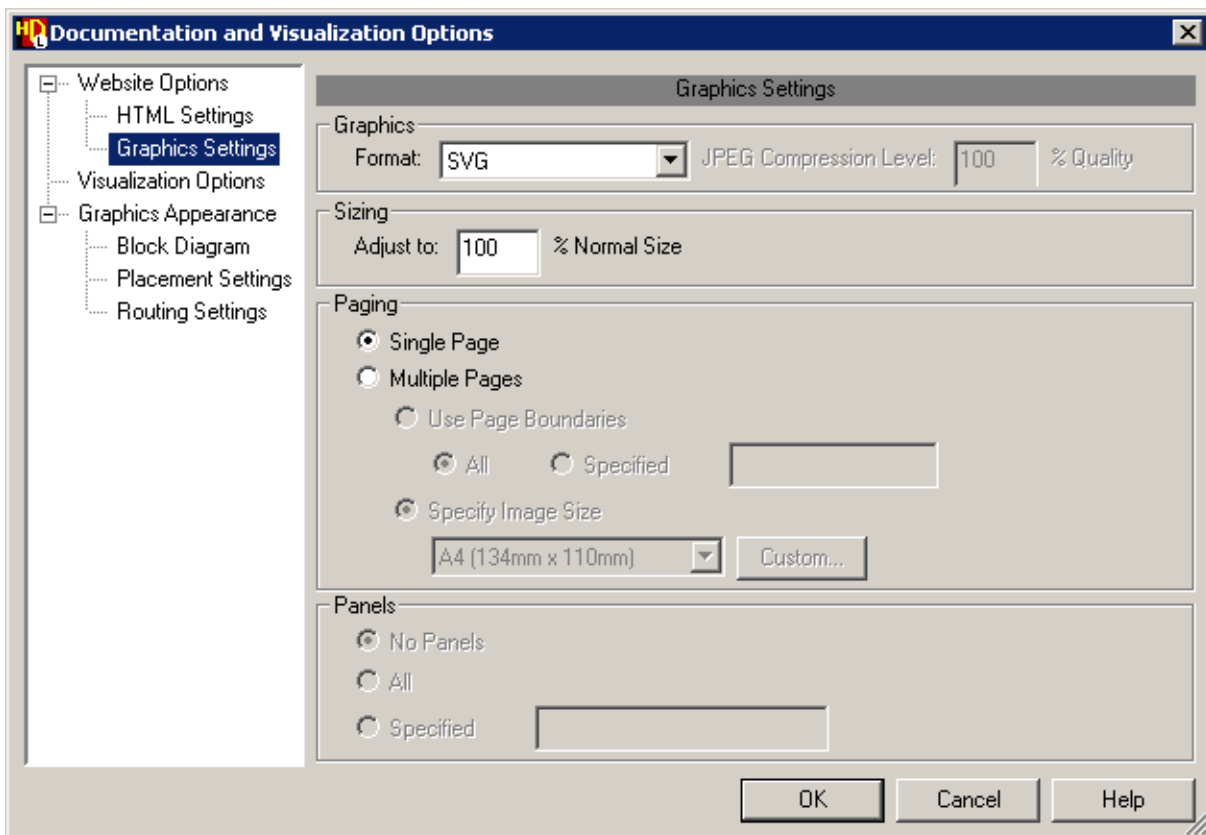 HD L Documentation and Visualization Options
Website Options
HTML Settings
Graphics Settings
Visualization Options
Graphics Appearance
Block Diagram
Placement Settings
Routing Settings
Graphics Settings
Graphics
Format: SVG JPEG Compression Level: 100 % Quality
Sizing
Adjust to: 100 % Normal Size
Paging
Single Page
Multiple Pages
Use Page Boundaries
All Specified
Specify Image Size
A4 (134mm x 110mm) Custom...
Panels
No Panels
All
Specified
OK Cancel Help